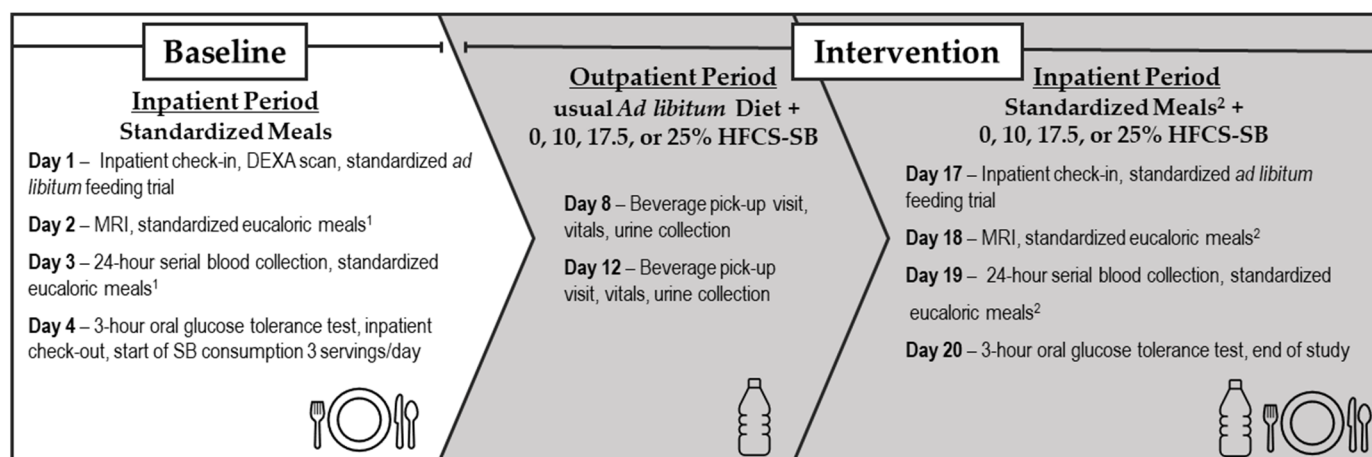 Baseline
Inpatient Period
Standardized Meals
Day 1 – Inpatient check-in, DEXA scan, standardized ad
libitum feeding trial
Day 2 – MRI, standardized eucaloric meals¹
Day 3 – 24-hour serial blood collection, standardized
eucaloric meals¹
Day 4 – 3-hour oral glucose tolerance test, inpatient
check-out, start of SB consumption 3 servings/day
Intervention
Outpatient Period
usual Ad libitum Diet +
0, 10, 17.5, or 25% HFCS-SB
Day 8 – Beverage pick-up visit,
vitals, urine collection
Day 12 – Beverage pick-up
visit, vitals, urine collection
Inpatient Period
Standardized Meals² +
0, 10, 17.5, or 25% HFCS-SB
Day 17 – Inpatient check-in, standardized ad libitum
feeding trial
Day 18 – MRI, standardized eucaloric meals²
Day 19 – 24-hour serial blood collection, standardized
eucaloric meals²
Day 20 – 3-hour oral glucose tolerance test, end of study